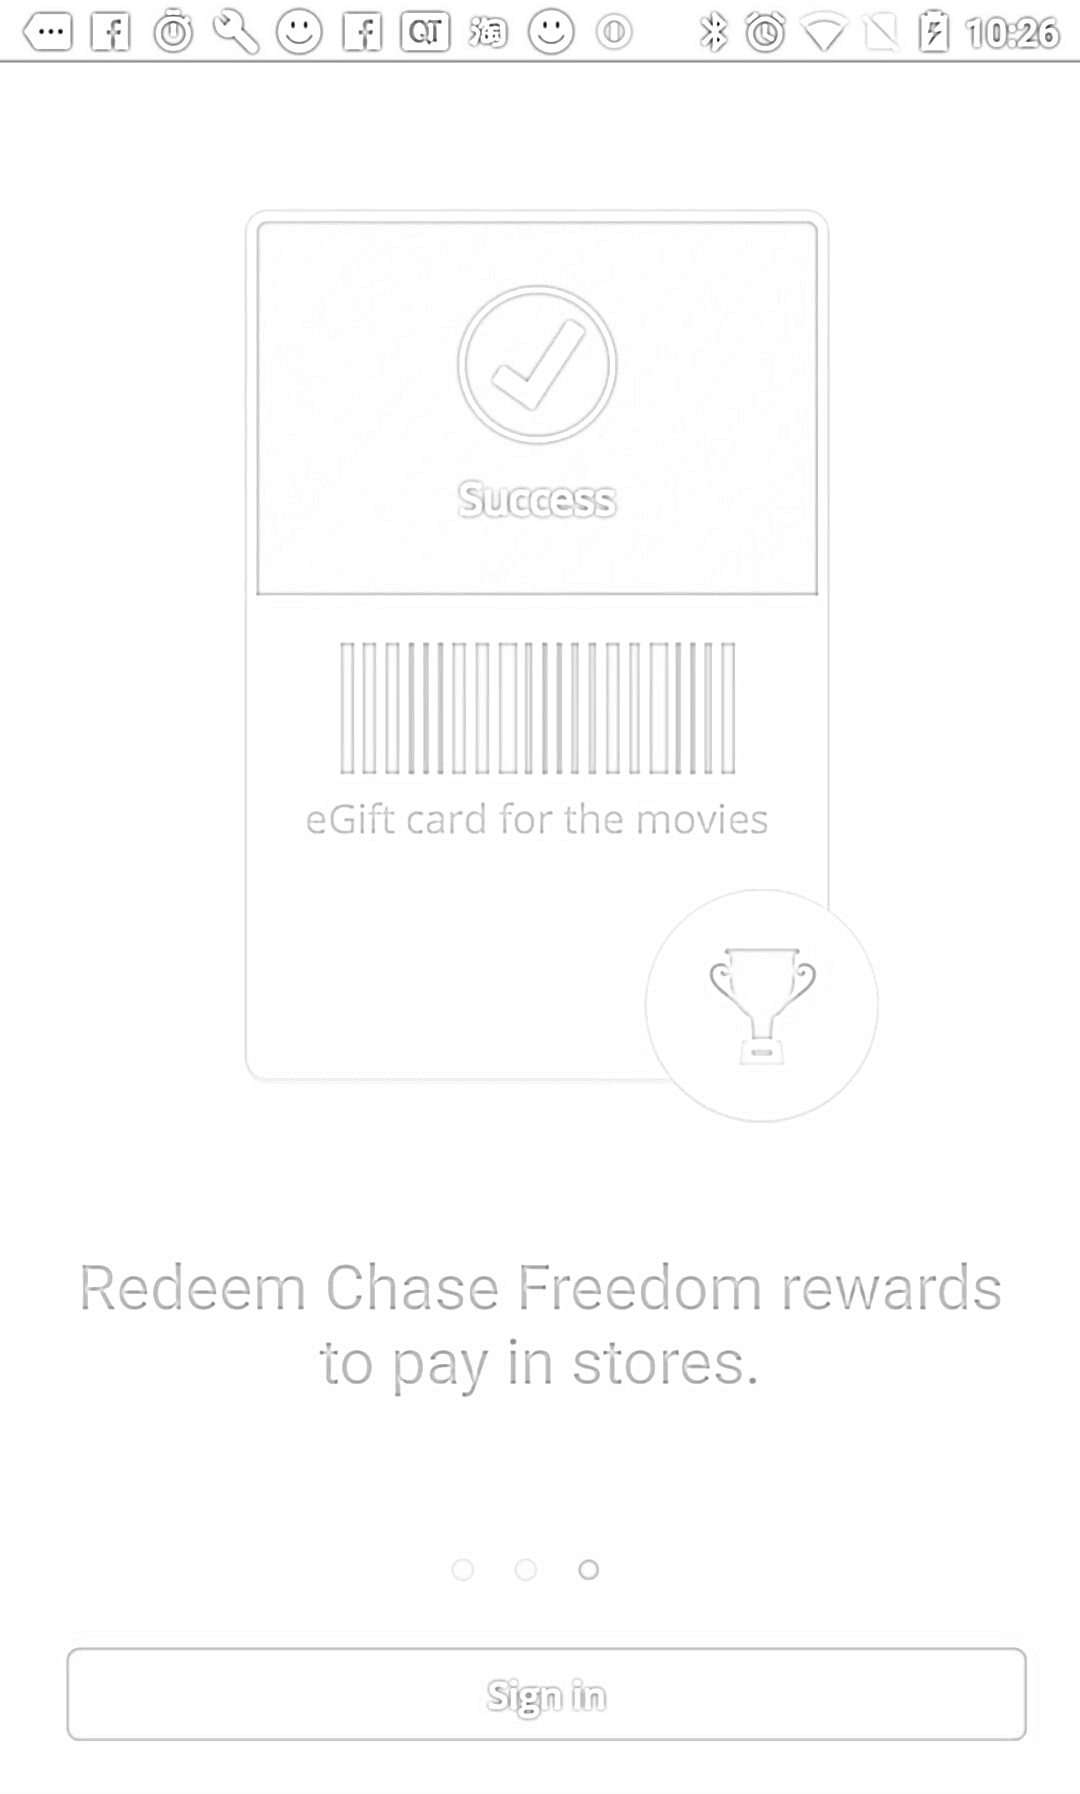 QT 淘 10:26
Success
eGift card for the movies
Redeem Chase Freedom rewards
to pay in stores.
Sign in